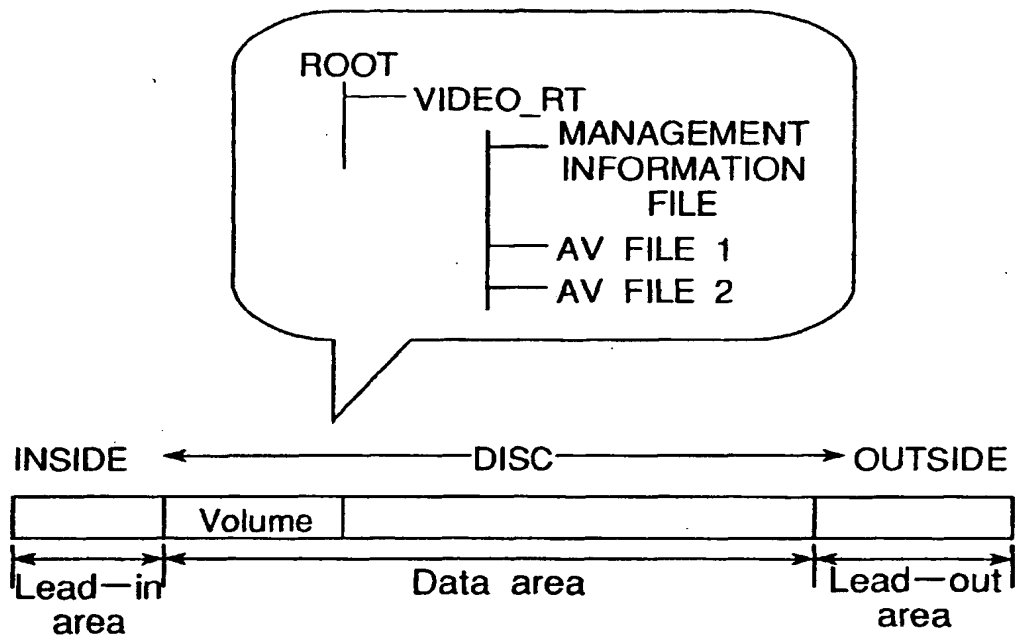 ROOT
VIDEO_RT
MANAGEMENT
INFORMATION
FILE
AV FILE 1
AV FILE 2
INSIDE DISC OUTSIDE
Volume
Lead-in
area
Data area
Lead-out
area